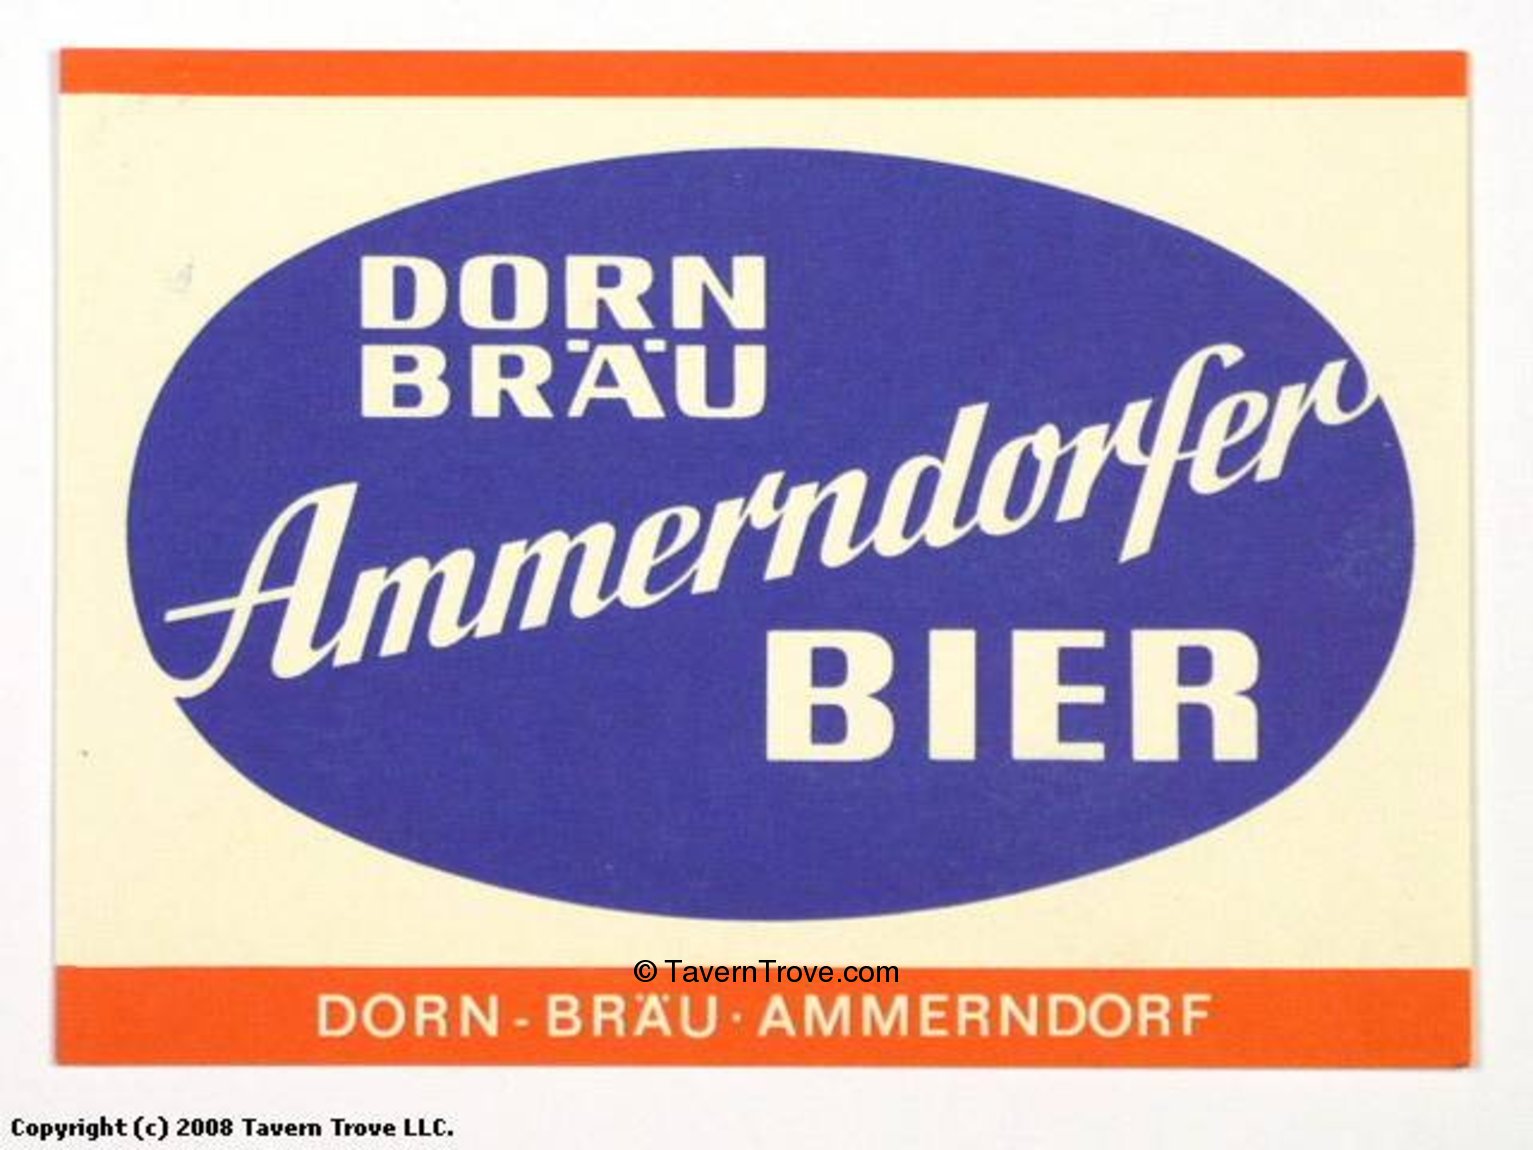 DORN
BRÄU
Ammerndorfer
BIER
© TavernTrove.com
DORN-BRÄU · AMMERNDORF
Copyright (c) 2008 Tavern Trove LLC.